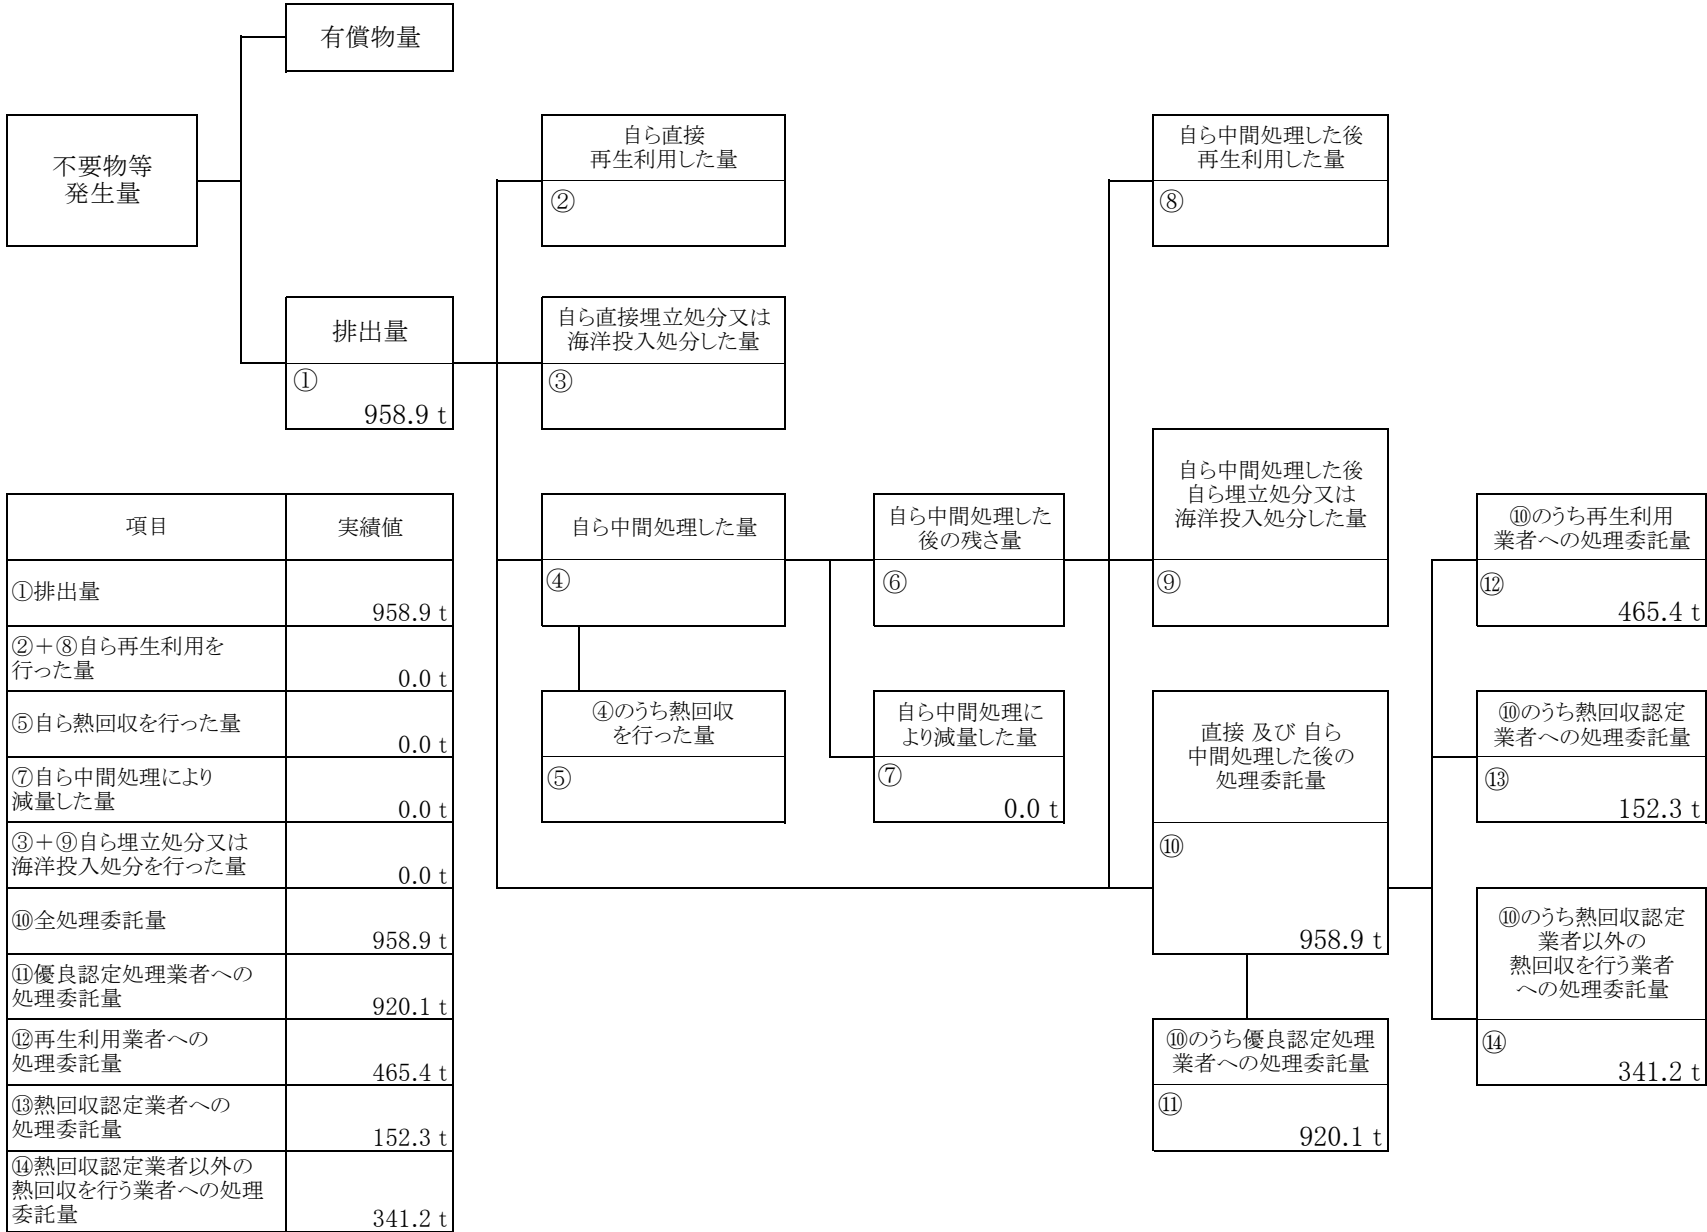 有償物量
不要物等
発生量
自ら直接
再生利用した量
②
自ら中間処理した後
再生利用した量
⑧
排出量
①
958.9 t
自ら直接埋立処分又は
海洋投入処分した量
③
自ら中間処理した量
④
自ら中間処理した
後の残さ量
⑥
自ら中間処理した後
自ら埋立処分又は
海洋投入処分した量
⑨
⑩のうち再生利用
業者への処理委託量
⑫
465.4 t
④のうち熱回収
を行った量
⑤
自ら中間処理に
より減量した量
⑦
0.0 t
直接 及び 自ら
中間処理した後の
処理委託量
⑩
958.9 t
⑩のうち熱回収認定
業者への処理委託量
⑬
152.3 t
⑩のうち熱回収認定
業者以外の
熱回収を行う業者
への処理委託量
⑭
341.2 t
⑩のうち優良認定処理
業者への処理委託量
⑪
920.1 t
項目 実績値
①排出量
958.9 t
②＋⑧自ら再生利用を
行った量
0.0 t
⑤自ら熱回収を行った量
0.0 t
⑦自ら中間処理により
減量した量
0.0 t
③＋⑨自ら埋立処分又は
海洋投入処分を行った量
0.0 t
⑩全処理委託量
958.9 t
⑪優良認定処理業者への
処理委託量
920.1 t
⑫再生利用業者への
処理委託量
465.4 t
⑬熱回収認定業者への
処理委託量
152.3 t
⑭熱回収認定業者以外の
熱回収を行う業者への処理
委託量
341.2 t